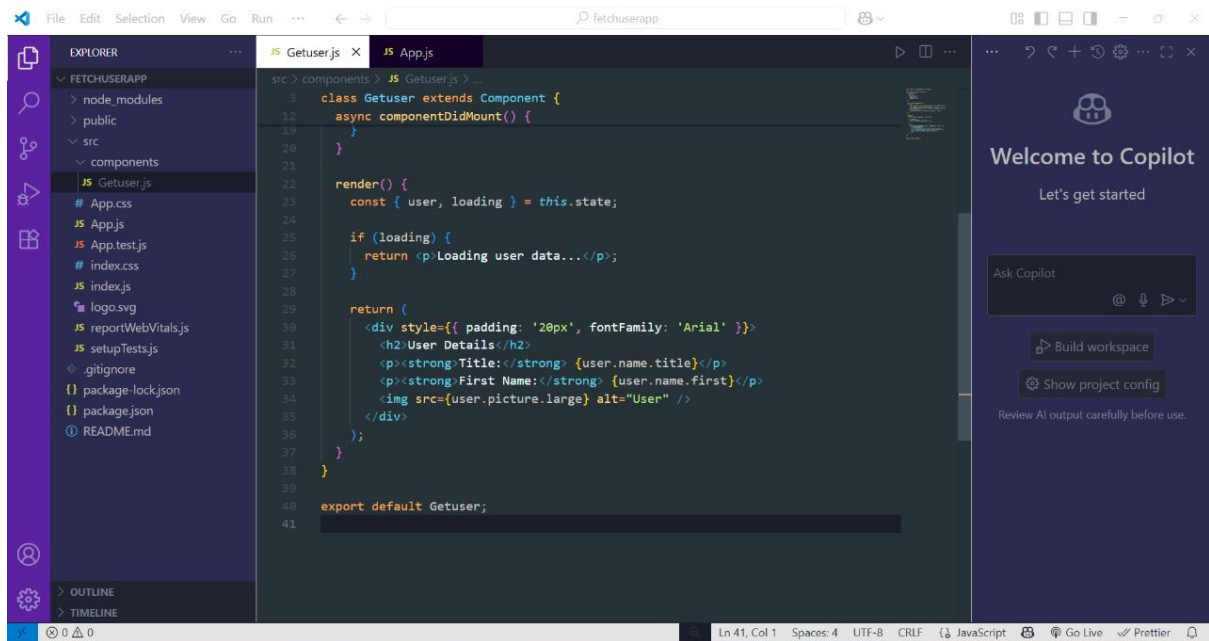 File Edit Selection View Go Run ··· fetchuserapp
EXPLORER ···
FETCHUSERAPP
node_modules
public
src
components
JS Getuser.js
# App.css
JS App.js
JS App.test.js
# index.css
JS index.js
logo.svg
JS reportWebVitals.js
JS setupTests.js
.gitignore
{} package-lock.json
{} package.json
README.md
OUTLINE
TIMELINE
JS Getuser.js × JS App.js
src > components > JS Getuser.js > ...
3 class Getuser extends Component {
12 async componentDidMount() {
19 }
20 }
21
22 render() {
23 const { user, loading } = this.state;
24
25 if (loading) {
26 return <p>Loading user data...</p>;
27 }
28
29 return (
30 <div style={{ padding: '20px', fontFamily: 'Arial' }}>
31 <h2>User Details</h2>
32 <p><strong>Title:</strong> {user.name.title}</p>
33 <p><strong>First Name:</strong> {user.name.first}</p>
34 <img src={user.picture.large} alt="User" />
35 </div>
36 );
37 }
38 }
39
40 export default Getuser;
41
Welcome to Copilot
Let's get started
Ask Copilot
@
Build workspace
Show project config
Review AI output carefully before use.
0 0 Ln 41, Col 1 Spaces: 4 UTF-8 CRLF {} JavaScript Go Live Prettier